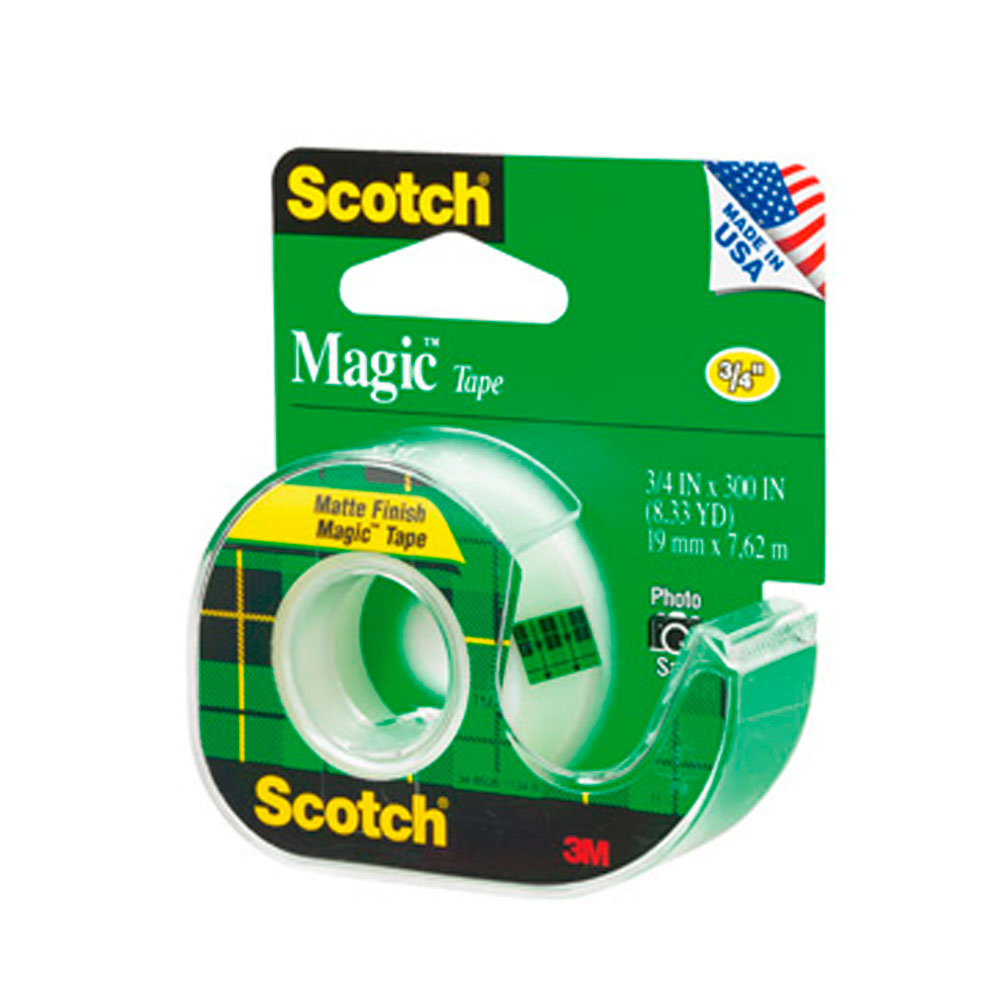 Scotch®
MADE IN
USA
Magic™ Tape
3/4"
3/4 IN x 300 IN
(8.33 YD)
19 mm x 7,62 m
Photo
Matte Finish
Magic™ Tape
Scotch
3M